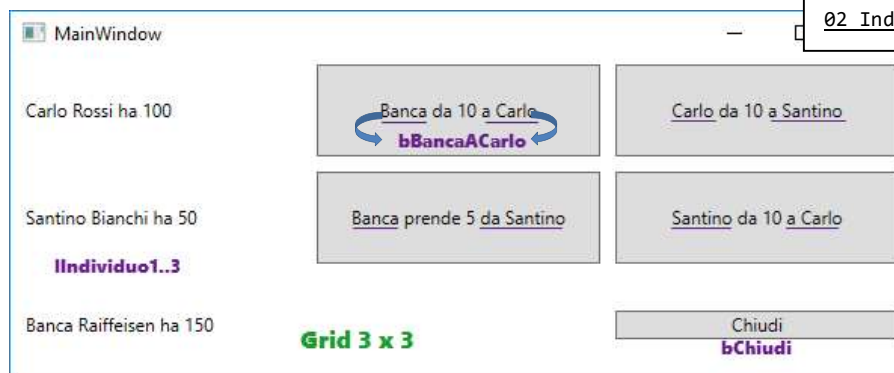 02 Ind
MainWindow
Carlo Rossi ha 100
Banca da 10 a Carlo
bBancaACarlo
Carlo da 10 a Santino
Santino Bianchi ha 50
Banca prende 5 da Santino
Santino da 10 a Carlo
lIndividuo1..3
Banca Raiffeisen ha 150
Grid 3 x 3
Chiudi
bChiudi